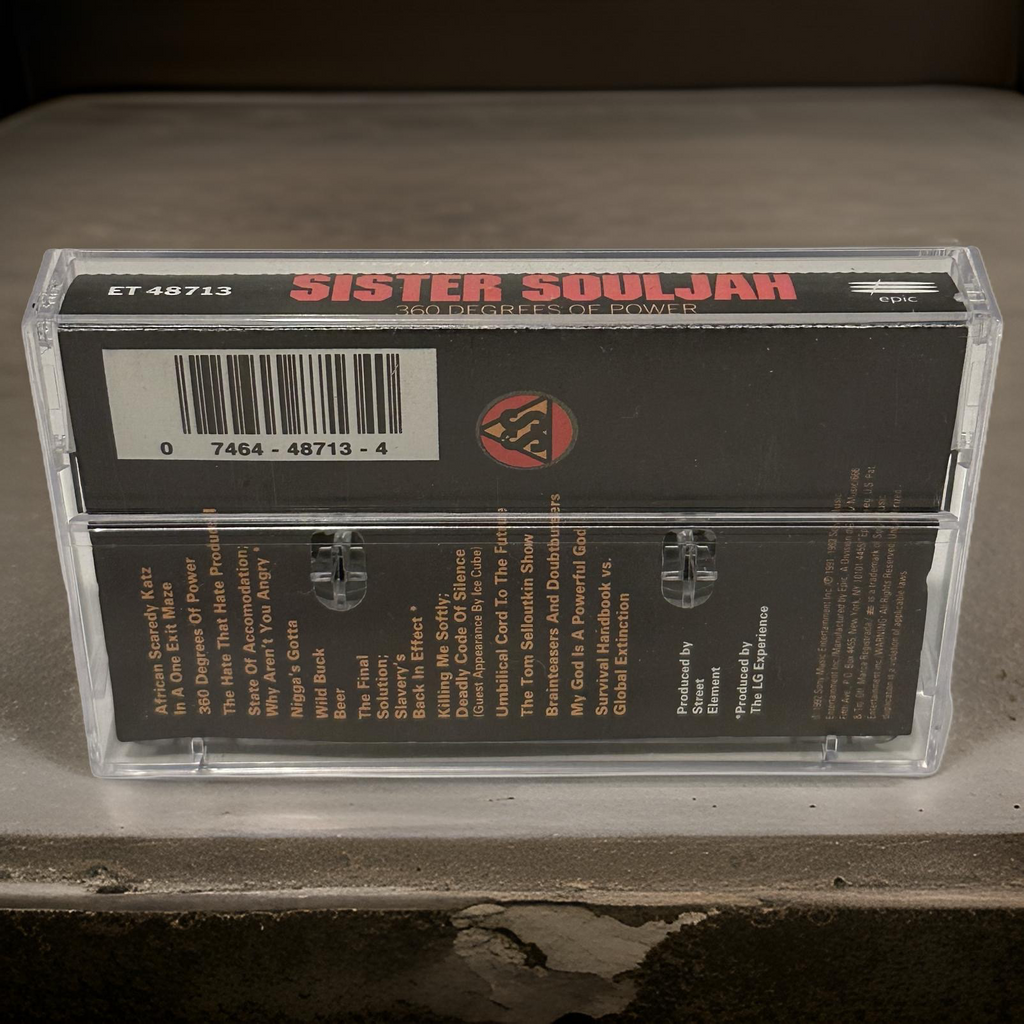 ET 48713
SISTER SOULJAH
360 DEGREES OF POWER
epic
0 7464 - 48713 - 4
African Scaredy Katz
In A One Exit Maze
360 Degrees Of Power
The Hate That Hate Produced
State Of Accomodation;
Why Aren't You Angry *
Nigga's Gotta
Wild Buck
Beer
The Final
Solution;
Slavery's
Back In Effect *
Killing Me Softly;
Deadly Code Of Silence
(Guest Appearance By Ice Cube)
Umbilical Cord To The Future
The Tom Selloutkin Show
Brainteasers And Doubtbusters
My God Is A Powerful God
Survival Handbook vs.
Global Extinction
Produced by
Street
Element
*Produced by
The LG Experience